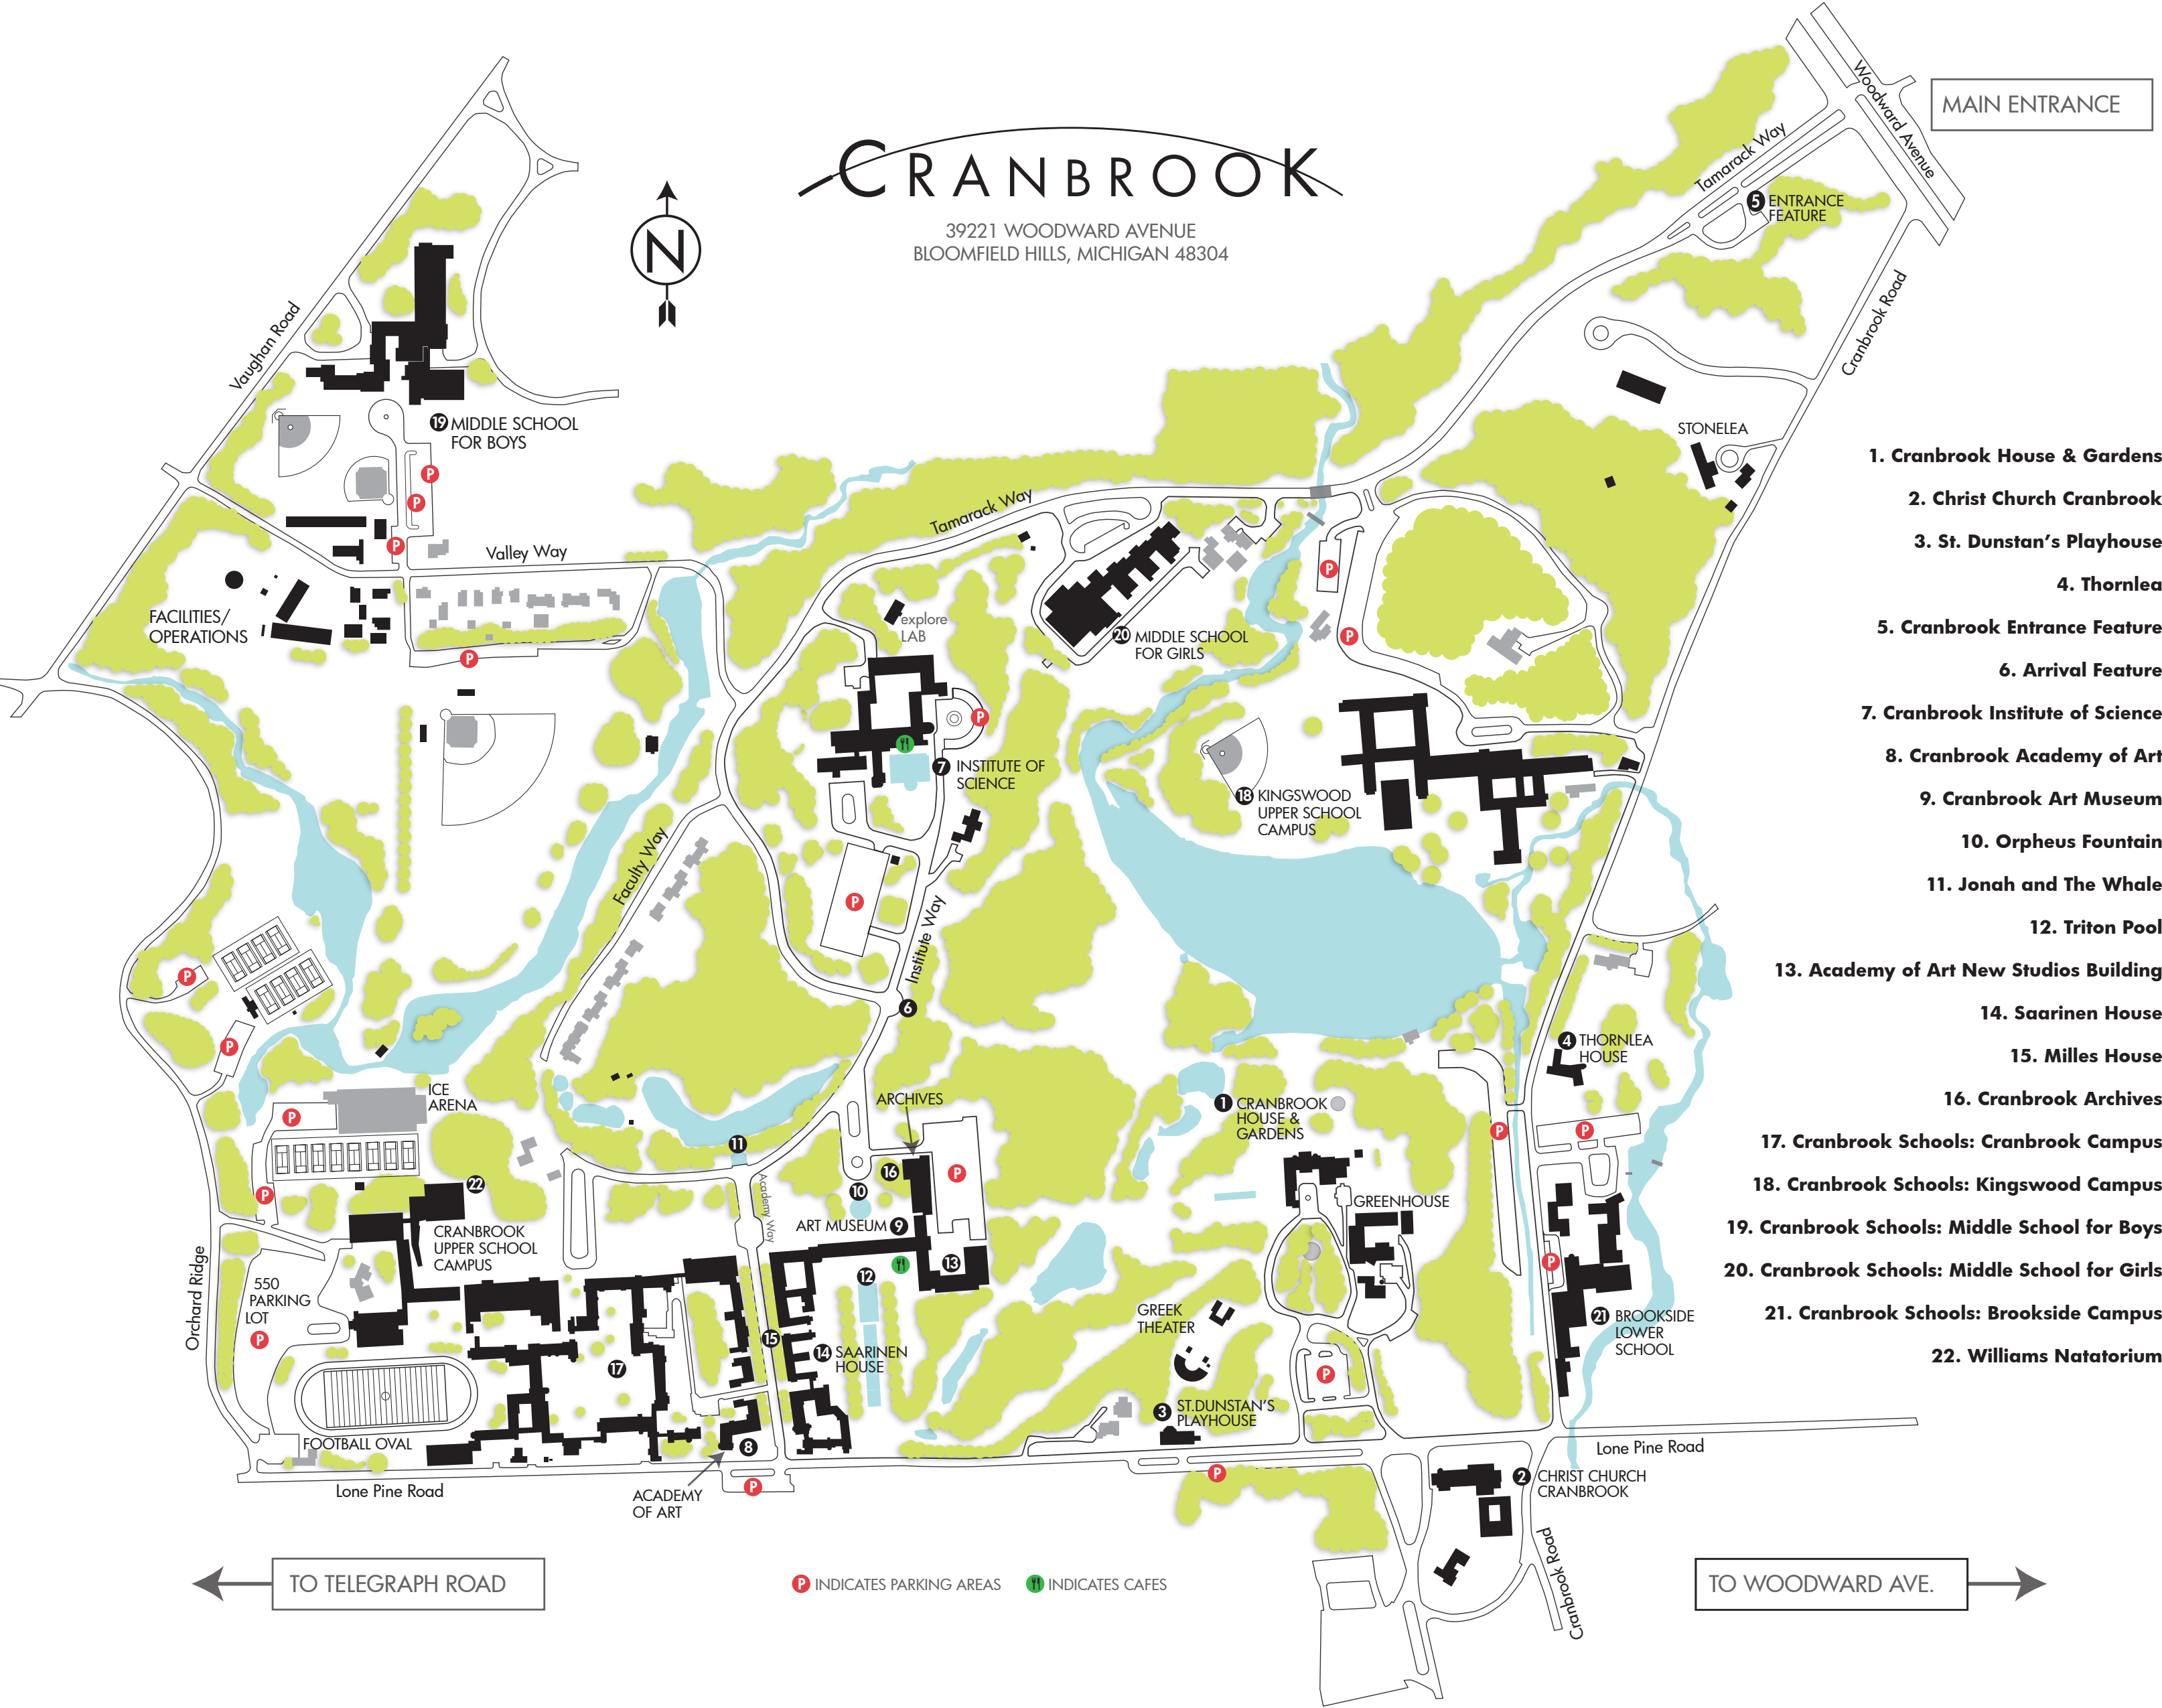 CRANBROOK
39221 WOODWARD AVENUE
BLOOMFIELD HILLS, MICHIGAN 48304
N
MAIN ENTRANCE
Woodward Avenue
Tamarack Way
5 ENTRANCE
FEATURE
Cranbrook Road
Vaughan Road
19 MIDDLE SCHOOL
FOR BOYS
P
P
P
Valley Way
FACILITIES/
OPERATIONS
P
Tamarack Way
explore
LAB
20 MIDDLE SCHOOL
FOR GIRLS
P
P
STONELEA
P
7 INSTITUTE OF
SCIENCE
18 KINGSWOOD
UPPER SCHOOL
CAMPUS
Faculty Way
P
Institute Way
6
P
P
4 THORNLEA
HOUSE
ICE
ARENA
P
ARCHIVES
1 CRANBROOK
HOUSE &
GARDENS
P
P
11
16
P
10
Academy Way
22
P
CRANBROOK
UPPER SCHOOL
CAMPUS
ART MUSEUM 9
GREENHOUSE
13
12
P
Orchard Ridge
550
PARKING
LOT
P
GREEK
THEATER
21 BROOKSIDE
LOWER
SCHOOL
15
14 SAARINEN
HOUSE
17
P
3 ST.DUNSTAN'S
PLAYHOUSE
FOOTBALL OVAL
8
Lone Pine Road
Lone Pine Road
ACADEMY
OF ART
P
P
2 CHRIST CHURCH
CRANBROOK
Cranbrook Road
TO TELEGRAPH ROAD
P INDICATES PARKING AREAS
INDICATES CAFES
TO WOODWARD AVE.
1. Cranbrook House & Gardens
2. Christ Church Cranbrook
3. St. Dunstan's Playhouse
4. Thornlea
5. Cranbrook Entrance Feature
6. Arrival Feature
7. Cranbrook Institute of Science
8. Cranbrook Academy of Art
9. Cranbrook Art Museum
10. Orpheus Fountain
11. Jonah and The Whale
12. Triton Pool
13. Academy of Art New Studios Building
14. Saarinen House
15. Milles House
16. Cranbrook Archives
17. Cranbrook Schools: Cranbrook Campus
18. Cranbrook Schools: Kingswood Campus
19. Cranbrook Schools: Middle School for Boys
20. Cranbrook Schools: Middle School for Girls
21. Cranbrook Schools: Brookside Campus
22. Williams Natatorium